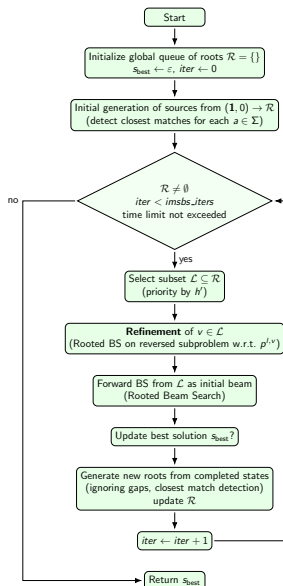 Start
Initialize global queue of roots ℛ = {}
s_best ← ε, iter ← 0
Initial generation of sources from (1, 0) → ℛ
(detect closest matches for each a ∈ Σ)
ℛ ≠ ∅
iter < imsbs_iters
time limit not exceeded
no
yes
Select subset ℒ ⊆ ℛ
(priority by h′)
Refinement of v ∈ ℒ
(Rooted BS on reversed subproblem w.r.t. p^{l,v})
Forward BS from ℒ as initial beam
(Rooted Beam Search)
Update best solution s_best?
Generate new roots from completed states
(ignoring gaps, closest match detection)
update ℛ
iter ← iter + 1
Return s_best